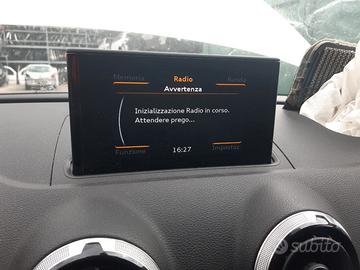 Memoria Radio Banda
Avvertenza
Inizializzazione Radio in corso.
Attendere prego...
Funzione Impostaz
16:27
subito